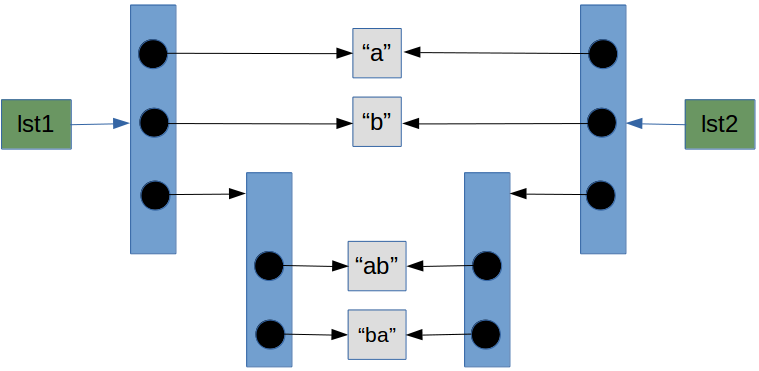 “a”
lst1
“b”
lst2
“ab”
“ba”